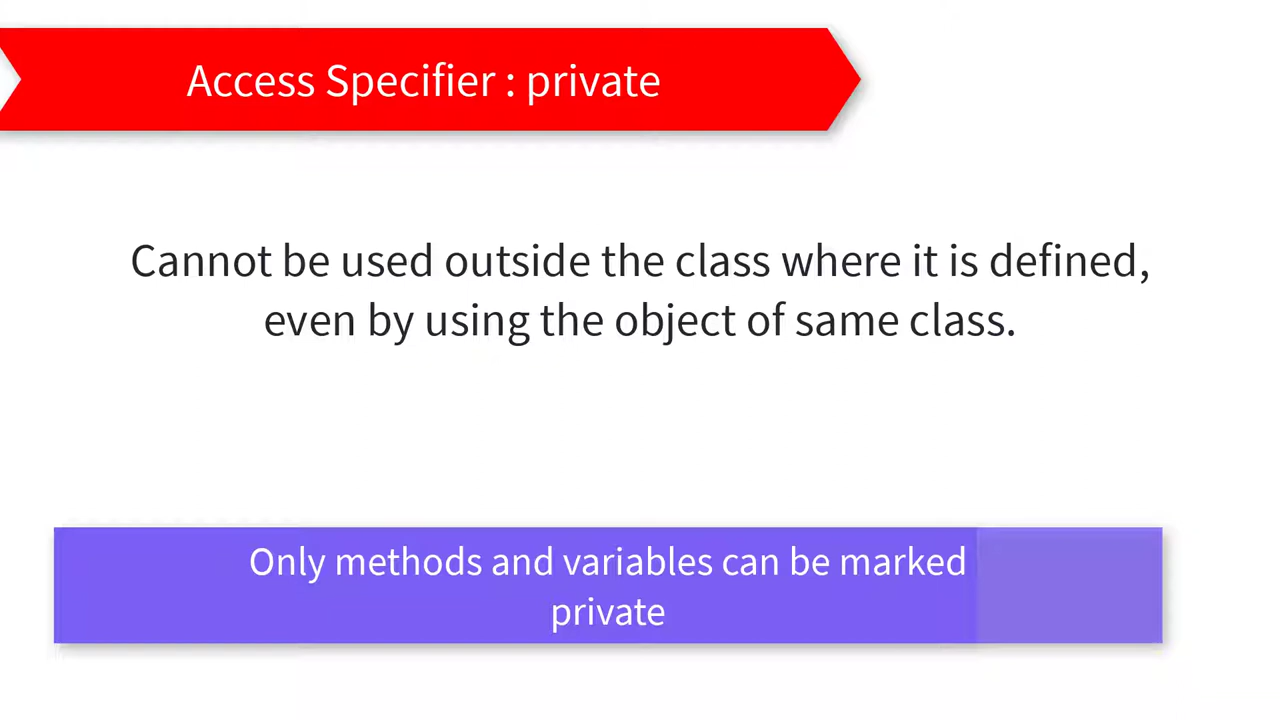 Access Specifier : private
Cannot be used outside the class where it is defined,
even by using the object of same class.
Only methods and variables can be marked
private